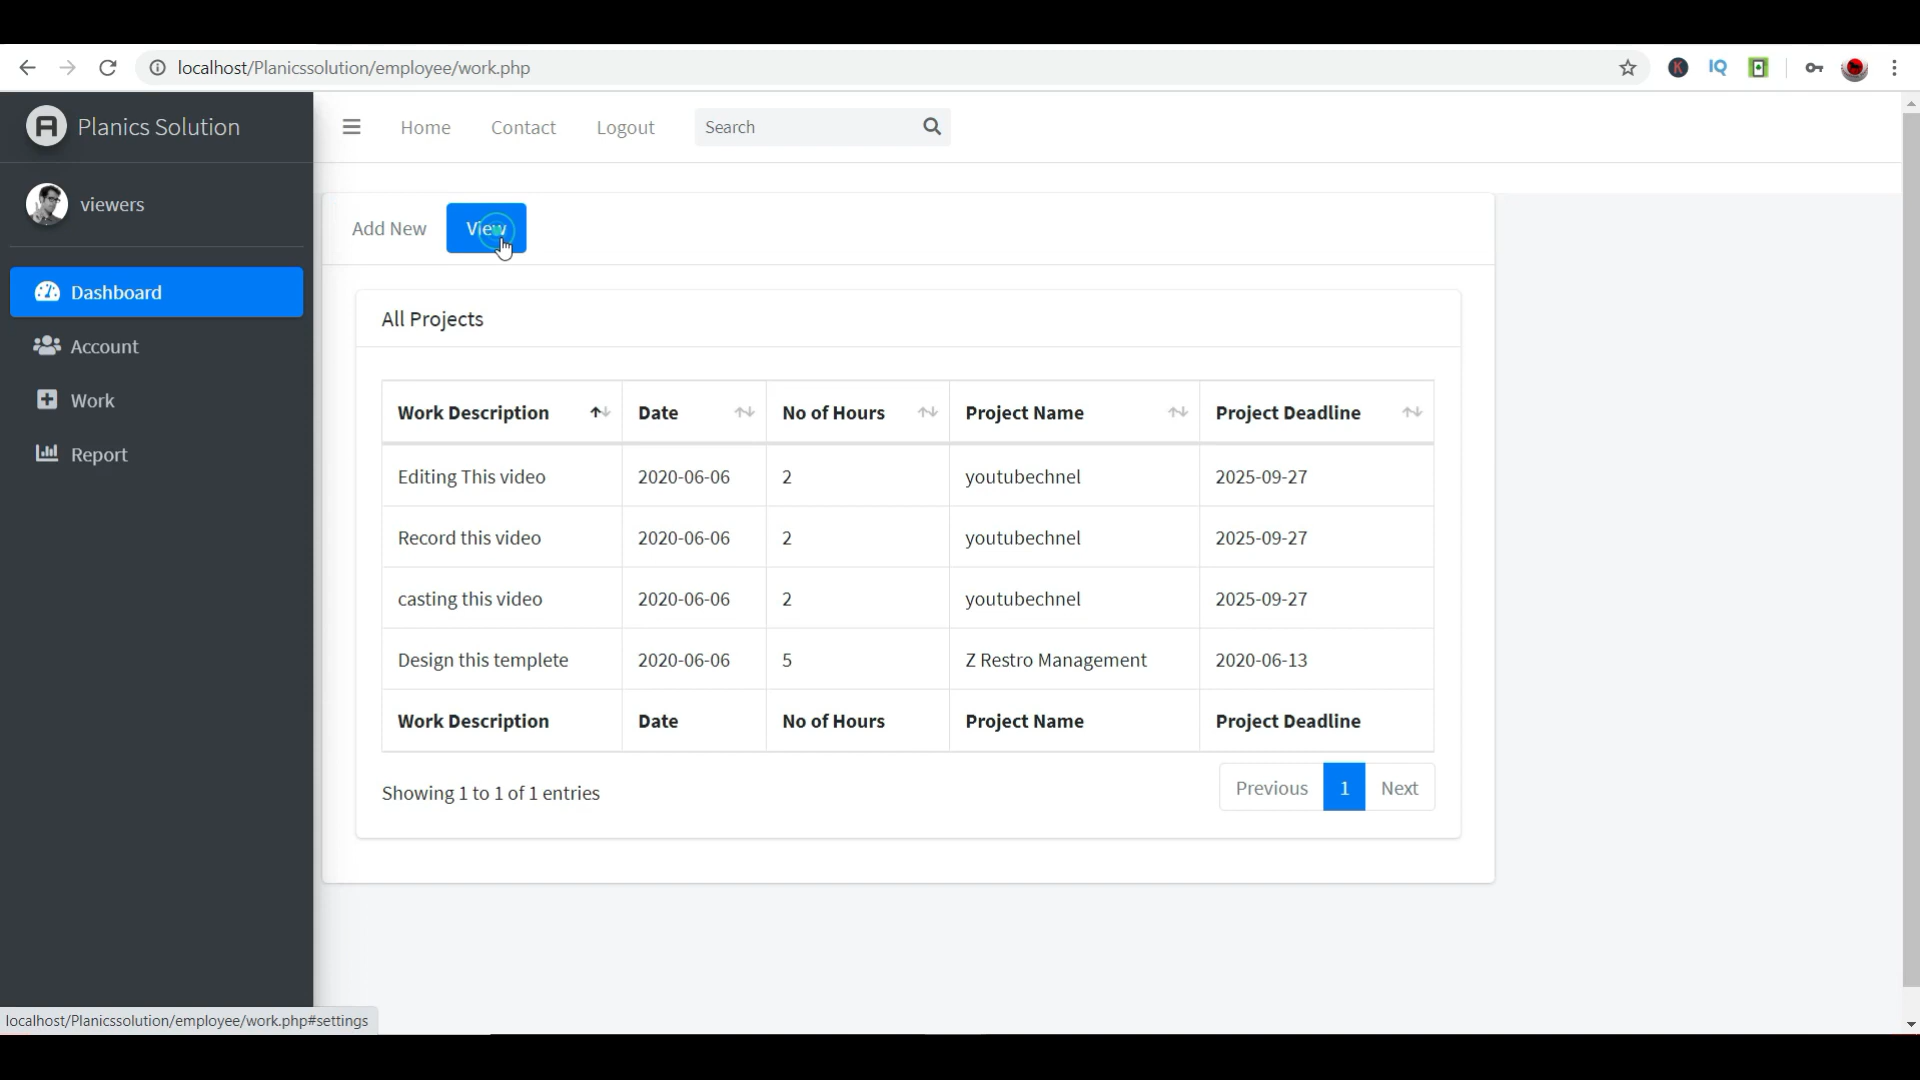 localhost/Planicssolution/employee/work.php
IQ
Planics Solution
Home Contact Logout Search
viewers
Add New View
Dashboard
Account
Work
Report
All Projects
Work Description Date No of Hours Project Name Project Deadline
Editing This video 2020-06-06 2 youtubechnel 2025-09-27
Record this video 2020-06-06 2 youtubechnel 2025-09-27
casting this video 2020-06-06 2 youtubechnel 2025-09-27
Design this templete 2020-06-06 5 Z Restro Management 2020-06-13
Work Description Date No of Hours Project Name Project Deadline
Showing 1 to 1 of 1 entries
Previous 1 Next
localhost/Planicssolution/employee/work.php#settings